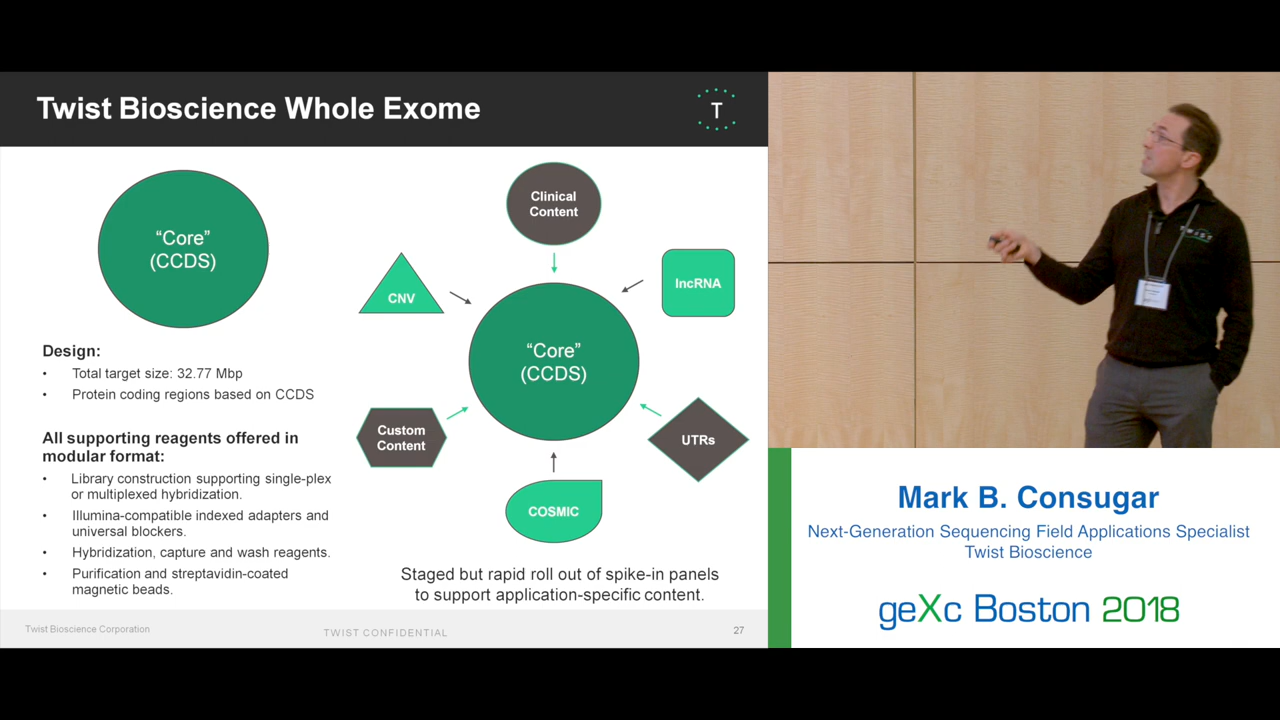 Twist Bioscience Whole Exome
T
“Core”
(CCDS)
Design:
• Total target size: 32.77 Mbp
• Protein coding regions based on CCDS
All supporting reagents offered in
modular format:
• Library construction supporting single-plex
or multiplexed hybridization.
• Illumina-compatible indexed adapters and
universal blockers.
• Hybridization, capture and wash reagents.
• Purification and streptavidin-coated
magnetic beads.
Clinical
Content
CNV
lncRNA
“Core”
(CCDS)
Custom
Content
UTRs
COSMIC
Staged but rapid roll out of spike-in panels
to support application-specific content.
Twist Bioscience Corporation
TWIST CONFIDENTIAL
27
TWIST
Mark B. Consugar
Next-Generation Sequencing Field Applications Specialist
Twist Bioscience
geXc Boston 2018